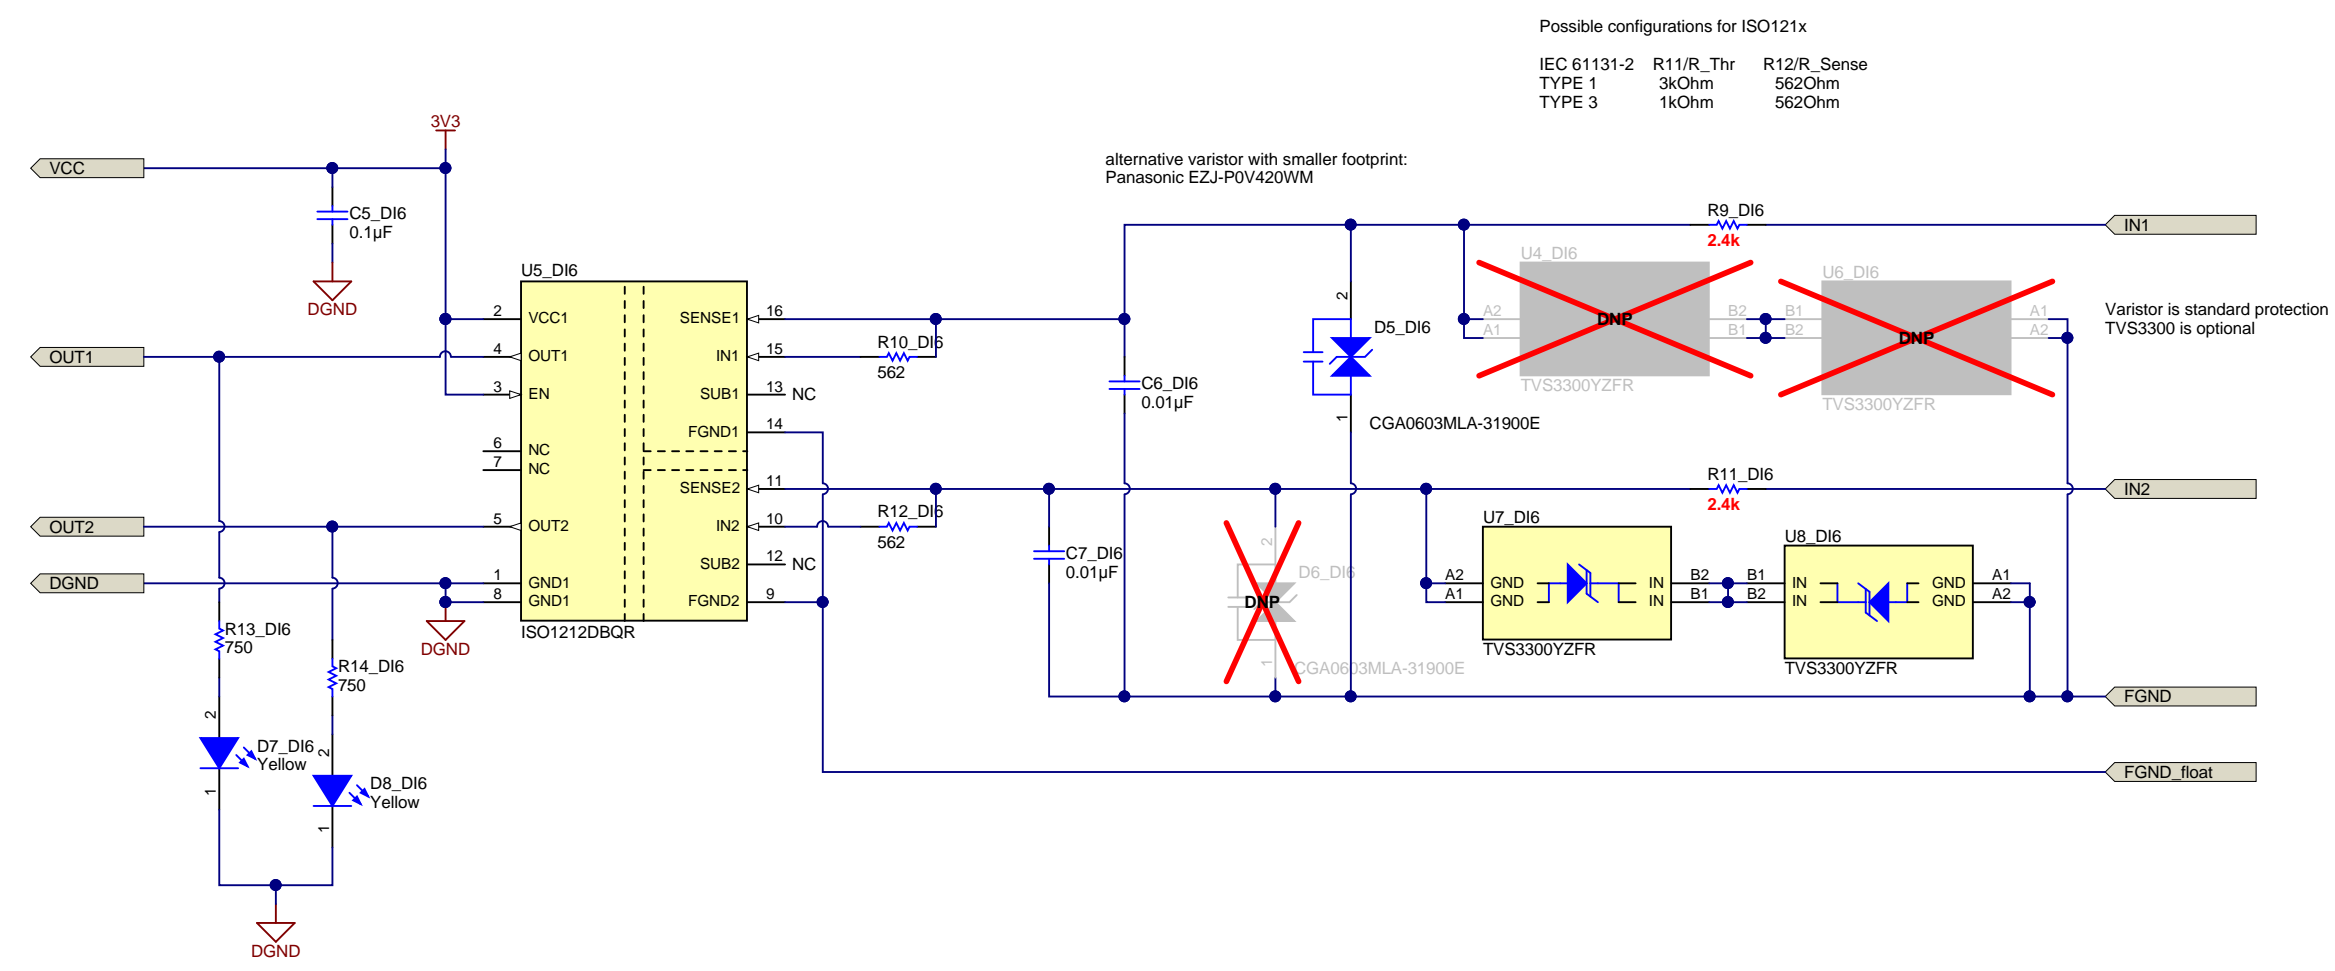 Possible configurations for ISO121x
IEC 61131-2 R11/R_Thr R12/R_Sense
TYPE 1 3kOhm 562Ohm
TYPE 3 1kOhm 562Ohm
3V3
VCC
alternative varistor with smaller footprint:
Panasonic EZJ-P0V420WM
C5_DI6
0.1µF
DGND
R9_DI6
2.4k
IN1
U4_DI6
A2
A1
DNP
B2
B1
TVS3300YZFR
U6_DI6
B1
B2
DNP
A1
A2
TVS3300YZFR
Varistor is standard protection
TVS3300 is optional
U5_DI6
2 VCC1 SENSE1 16
OUT1
4 OUT1 IN1 15
3 EN SUB1 13 NC
FGND1 14
6 NC
7 NC
SENSE2 11
OUT2
5 OUT2 IN2 10
SUB2 12 NC
DGND
1 GND1
8 GND1 FGND2 9
ISO1212DBQR
DGND
R10_DI6
562
C6_DI6
0.01µF
2
D5_DI6
1
CGA0603MLA-31900E
R12_DI6
562
C7_DI6
0.01µF
2
D6_DI6
DNP
1
CGA0603MLA-31900E
R11_DI6
2.4k
IN2
U7_DI6
A2 GND IN B2
A1 GND IN B1
TVS3300YZFR
U8_DI6
B1 IN GND A1
B2 IN GND A2
TVS3300YZFR
FGND
FGND_float
R13_DI6
750
R14_DI6
750
2
D7_DI6
Yellow
1
2
D8_DI6
Yellow
1
DGND